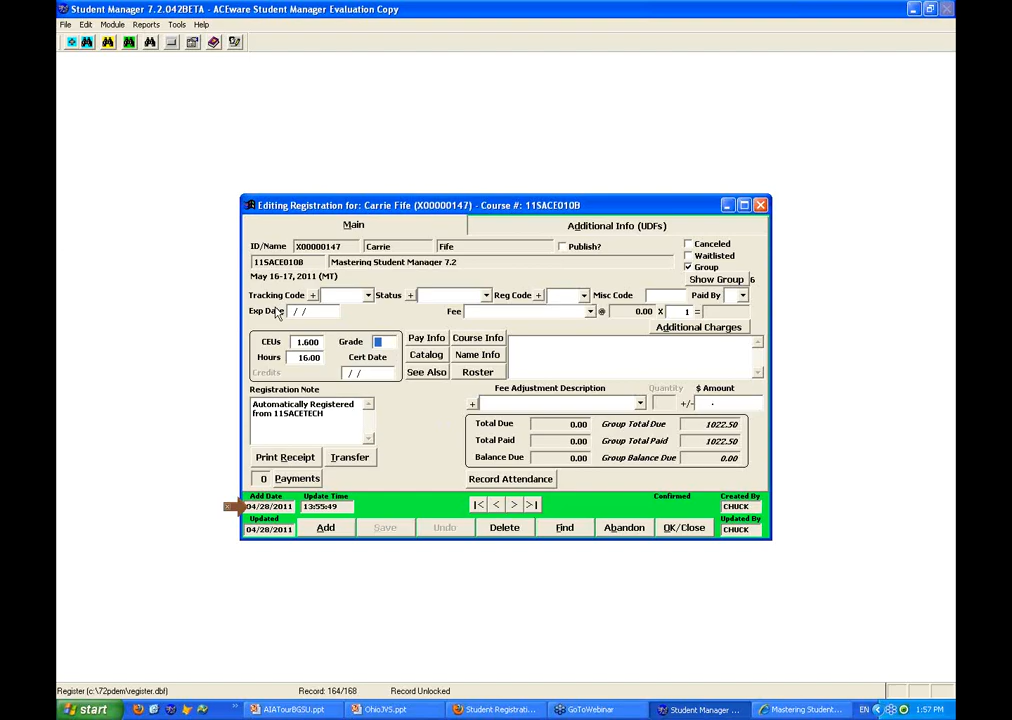 Student Manager 7.2.042BETA - ACEware Student Manager Evaluation Copy
File Edit Module Reports Tools Help
Editing Registration for: Carrie Fife (X00000147) - Course #: 11SACE010B
Main Additional Info (UDFs)
ID/Name X00000147 Carrie Fife Publish? Canceled
Waitlisted
11SACE010B Mastering Student Manager 7.2 Group
May 16-17, 2011 (MT) Show Group 6
Tracking Code + Status + Reg Code + Misc Code Paid By
Exp Date / / Fee @ 0.00 X 1 =
Additional Charges
CEUs 1.600 Grade Pay Info Course Info
Hours 16.00 Cert Date Catalog Name Info
Credits / / See Also Roster
Registration Note Fee Adjustment Description Quantity $ Amount
Automatically Registered
from 11SACETECH
+ +/- .
Total Due 0.00 Group Total Due 1022.50
Total Paid 0.00 Group Total Paid 1022.50
Balance Due 0.00 Group Balance Due 0.00
Print Receipt Transfer
0 Payments Record Attendance
Add Date Update Time Confirmed Created By
04/28/2011 13:55:49 |< < > >| CHUCK
Updated Updated By
04/28/2011 Add Save Undo Delete Find Abandon OK/Close CHUCK
Register (c:\72pdem\register.dbf) Record: 164/168 Record Unlocked
start AIATourBGSU.ppt OhioJVS.ppt Student Registrati... GoToWebinar Student Manager ... Mastering Student... EN 1:57 PM